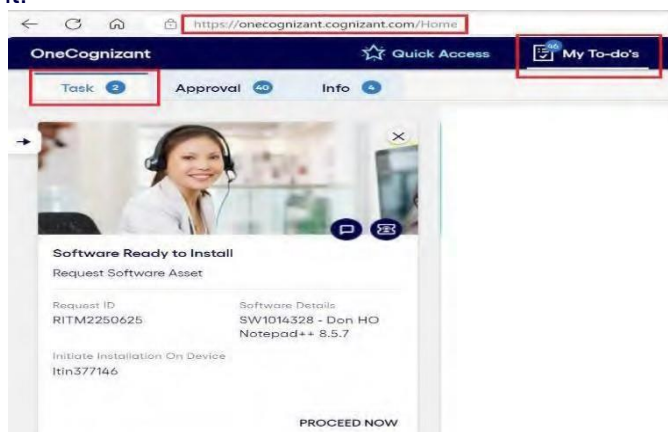 it.
https://onecognizant.cognizant.com/Home
OneCognizant Quick Access 46 My To-do's
Task 2 Approval 40 Info 4
Software Ready to Install
Request Software Asset
Request ID Software Details
RITM2250625 SW1014328 - Don HO
Notepad++ 8.5.7
Initiate Installation On Device
ltin377146
PROCEED NOW